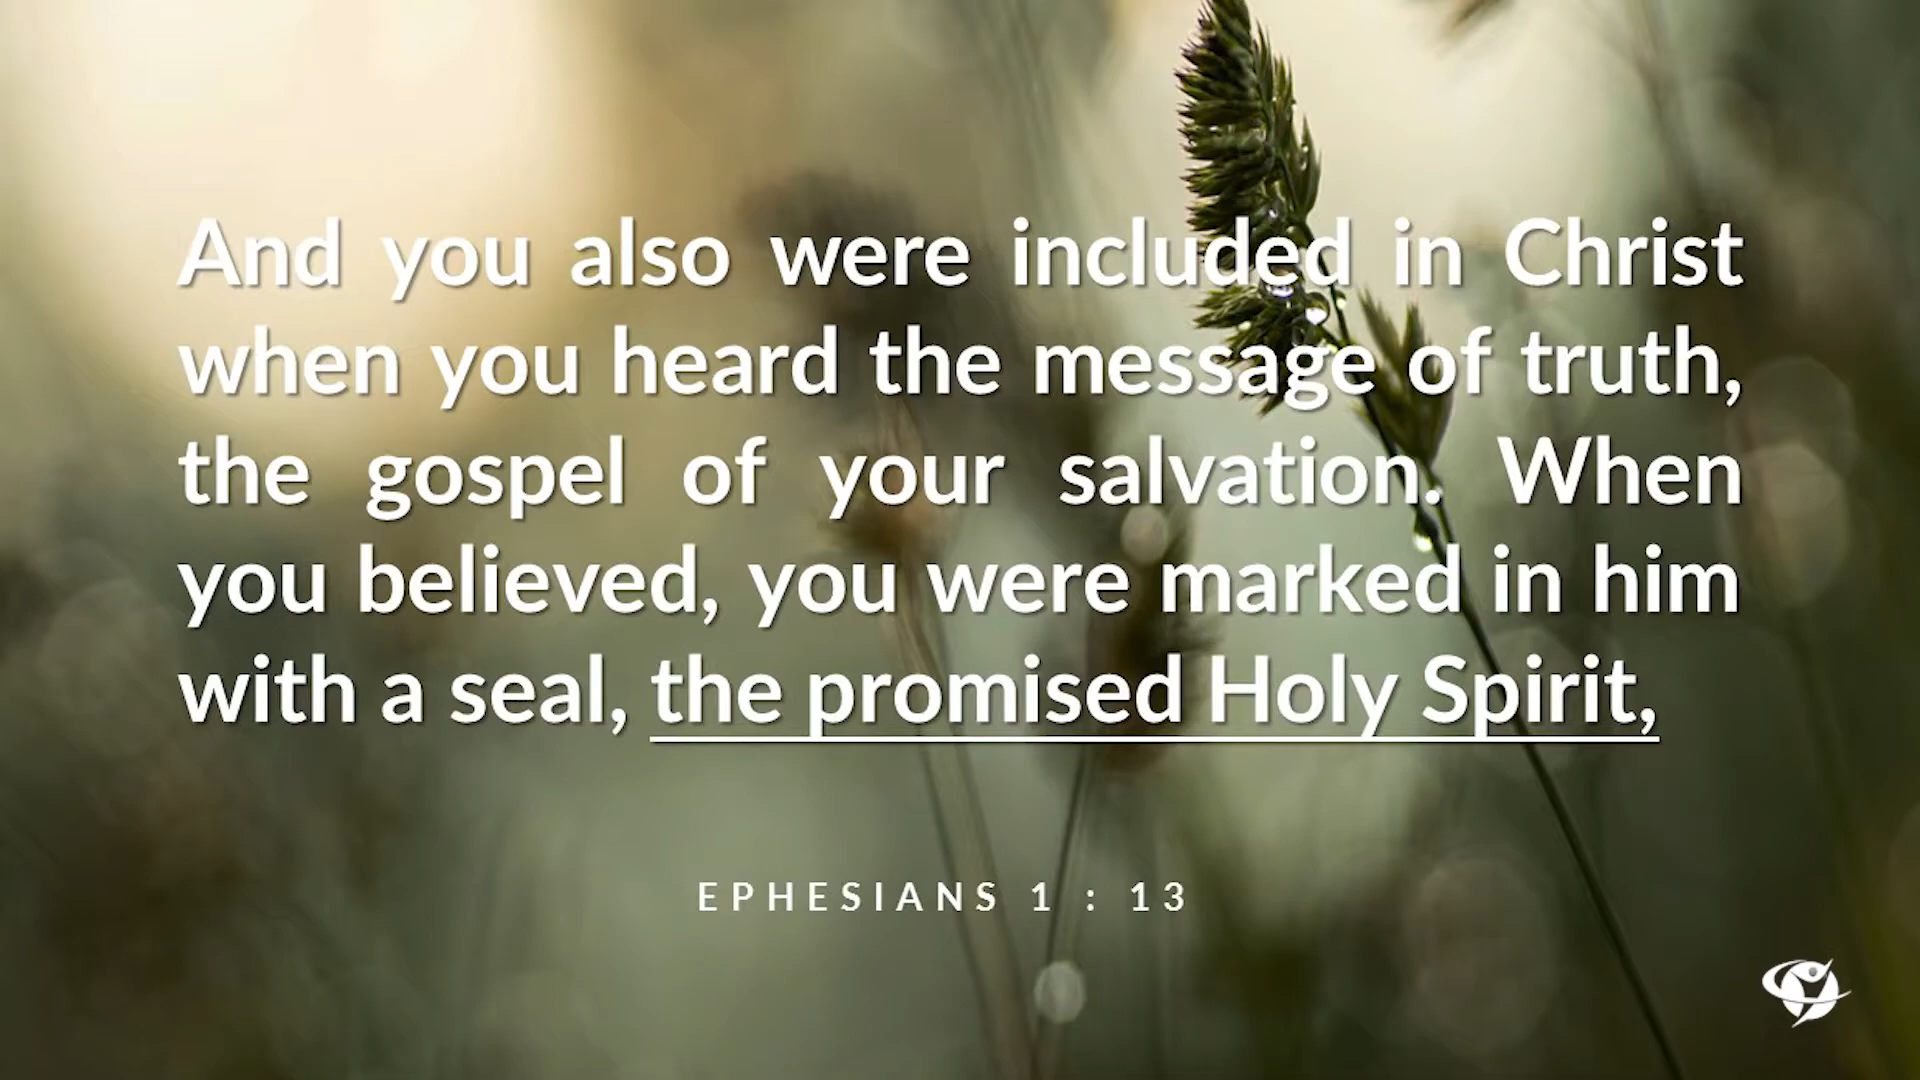 And you also were included in Christ
when you heard the message of truth,
the gospel of your salvation. When
you believed, you were marked in him
with a seal, the promised Holy Spirit,
EPHESIANS 1 : 13